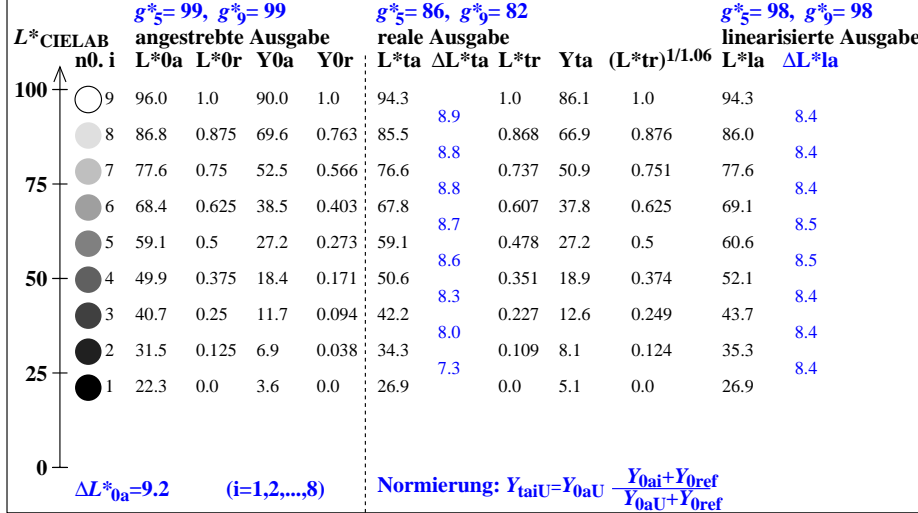 g*5= 99, g*9= 99 g*5= 86, g*9= 82 g*5= 98, g*9= 98
L*CIELAB angestrebte Ausgabe reale Ausgabe linearisierte Ausgabe
n0. i L*0a L*0r Y0a Y0r L*ta ΔL*ta L*tr Yta (L*tr)1/1.06 L*la ΔL*la
100 9 96.0 1.0 90.0 1.0 94.3 1.0 86.1 1.0 94.3
8.9 8.4
8 86.8 0.875 69.6 0.763 85.5 0.868 66.9 0.876 86.0
8.8 8.4
7 77.6 0.75 52.5 0.566 76.6 0.737 50.9 0.751 77.6
75 8.8 8.4
6 68.4 0.625 38.5 0.403 67.8 0.607 37.8 0.625 69.1
8.7 8.5
5 59.1 0.5 27.2 0.273 59.1 0.478 27.2 0.5 60.6
8.6 8.5
50 4 49.9 0.375 18.4 0.171 50.6 0.351 18.9 0.374 52.1
8.3 8.4
3 40.7 0.25 11.7 0.094 42.2 0.227 12.6 0.249 43.7
8.0 8.4
2 31.5 0.125 6.9 0.038 34.3 0.109 8.1 0.124 35.3
25 7.3 8.4
1 22.3 0.0 3.6 0.0 26.9 0.0 5.1 0.0 26.9
0
ΔL*0a=9.2 (i=1,2,...,8) Normierung: YtaiU=Y0aU Y0ai+Y0ref
Y0aU+Y0ref